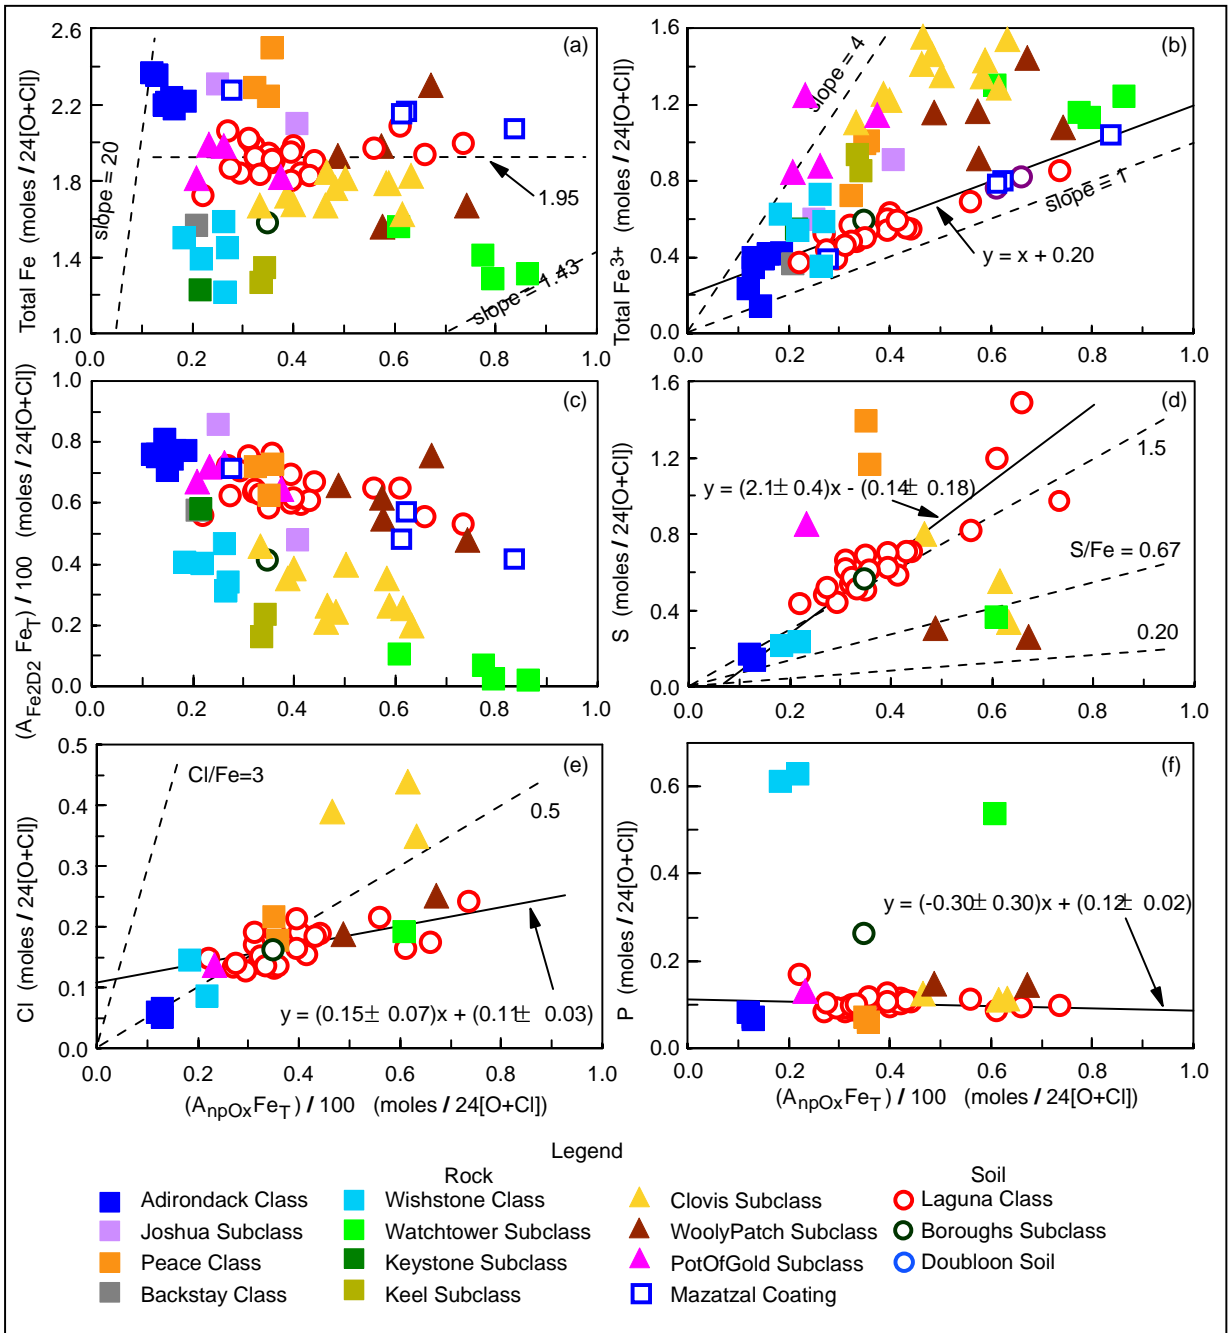 2.6
2.2
1.8
1.4
1.0
Total Fe (moles / 24[O+Cl])
slope = 20
(a)
1.95
slope = 1.43
0.0 0.2 0.4 0.6 0.8 1.0
1.6
1.2
0.8
0.4
0.0
Total Fe3+ (moles / 24[O+Cl])
slope = 4
(b)
slope = 1
y = x + 0.20
0.0 0.2 0.4 0.6 0.8 1.0
1.0
0.8
0.6
0.4
0.2
0.0
(AFe2D2 FeT) / 100 (moles / 24[O+Cl])
(c)
0.0 0.2 0.4 0.6 0.8 1.0
1.6
1.2
0.8
0.4
0.0
S (moles / 24[O+Cl])
(d)
1.5
y = (2.1± 0.4)x - (0.14± 0.18)
S/Fe = 0.67
0.20
0.0 0.2 0.4 0.6 0.8 1.0
0.5
0.4
0.3
0.2
0.1
0.0
Cl (moles / 24[O+Cl])
Cl/Fe=3
(e)
0.5
y = (0.15± 0.07)x + (0.11± 0.03)
0.0 0.2 0.4 0.6 0.8 1.0
(AnpOxFeT) / 100 (moles / 24[O+Cl])
0.6
0.4
0.2
0.0
P (moles / 24[O+Cl])
(f)
y = (-0.30± 0.30)x + (0.12± 0.02)
0.0 0.2 0.4 0.6 0.8 1.0
(AnpOxFeT) / 100 (moles / 24[O+Cl])
Legend
Rock
Soil
Adirondack Class
Wishstone Class
Clovis Subclass
Laguna Class
Joshua Subclass
Watchtower Subclass
WoolyPatch Subclass
Boroughs Subclass
Peace Class
Keystone Subclass
PotOfGold Subclass
Doubloon Soil
Backstay Class
Keel Subclass
Mazatzal Coating